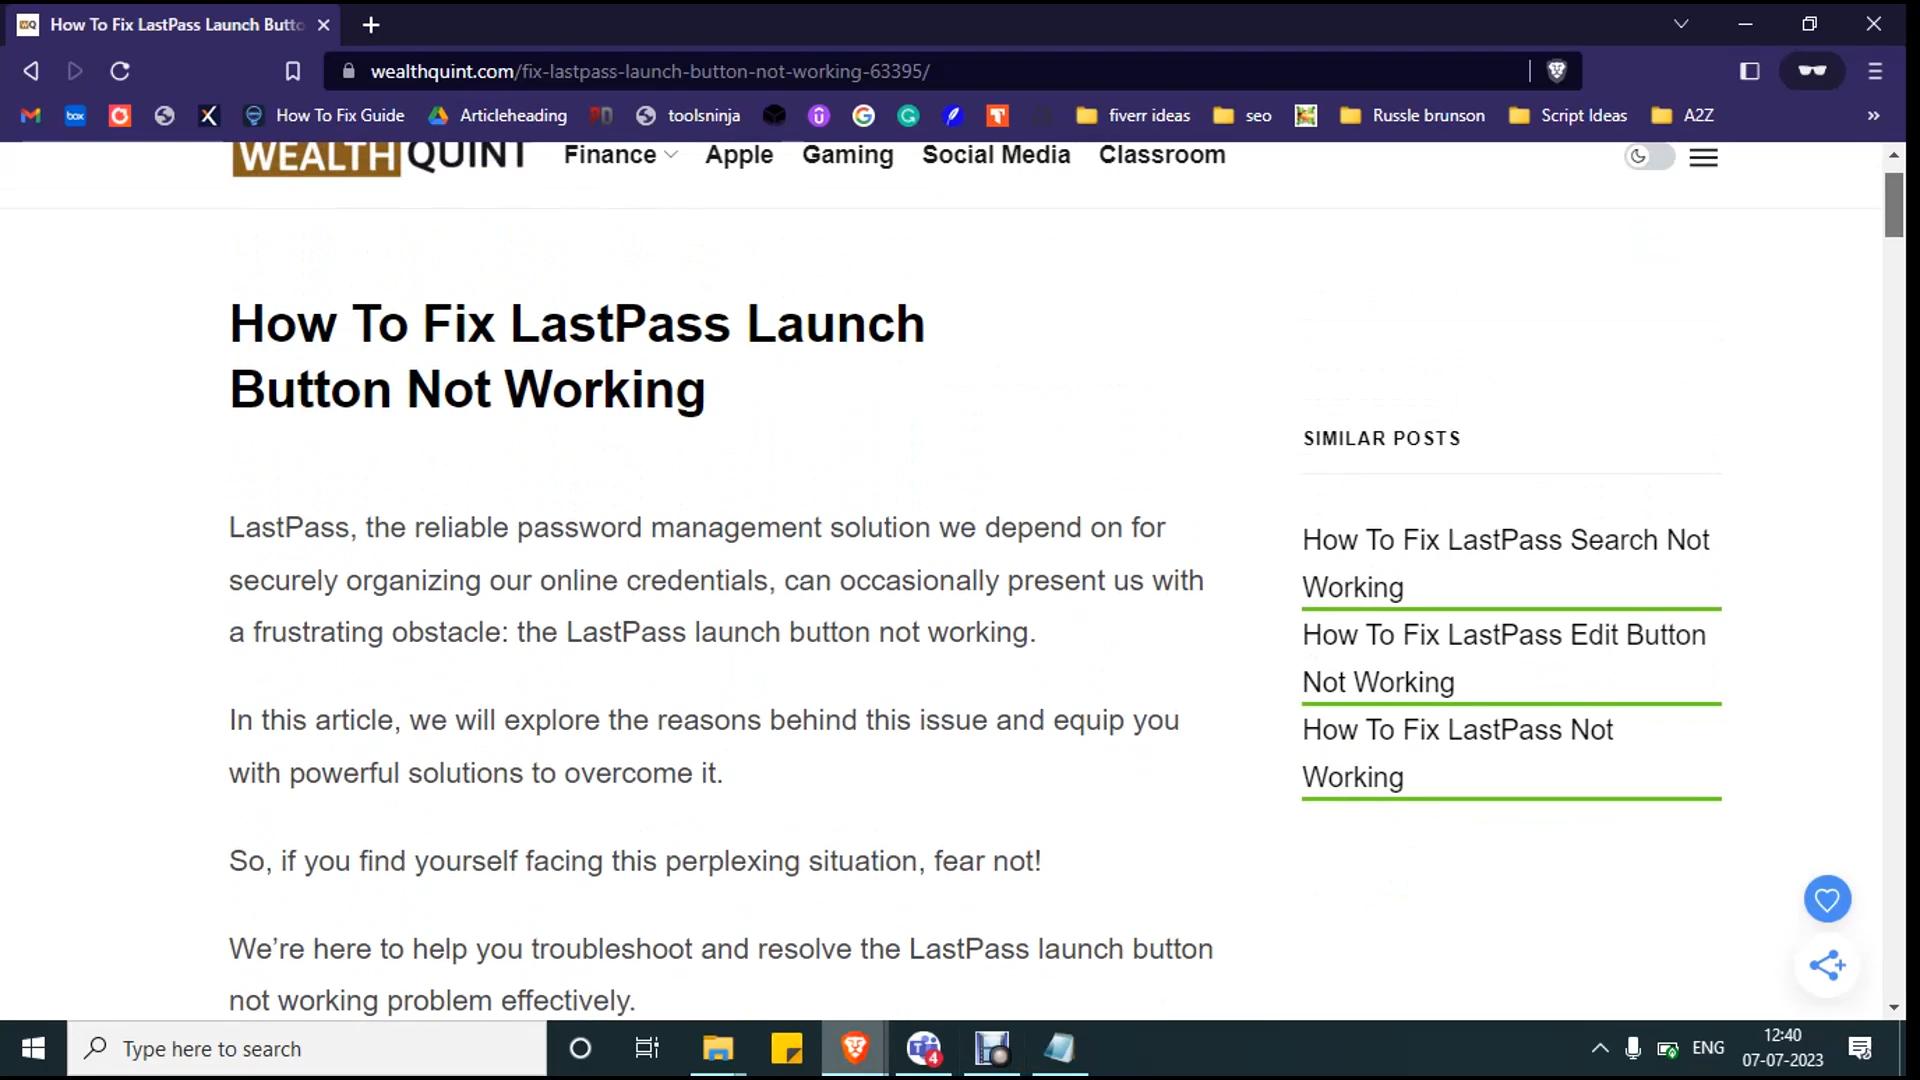 How To Fix LastPass Launch Butto
wealthquint.com/fix-lastpass-launch-button-not-working-63395/
box
How To Fix Guide
Articleheading
toolsninja
fiverr ideas
seo
Russle brunson
Script Ideas
A2Z
WEALTHQUINT
Finance
Apple
Gaming
Social Media
Classroom
How To Fix LastPass Launch
Button Not Working
LastPass, the reliable password management solution we depend on for
securely organizing our online credentials, can occasionally present us with
a frustrating obstacle: the LastPass launch button not working.
In this article, we will explore the reasons behind this issue and equip you
with powerful solutions to overcome it.
So, if you find yourself facing this perplexing situation, fear not!
We’re here to help you troubleshoot and resolve the LastPass launch button
not working problem effectively.
SIMILAR POSTS
How To Fix LastPass Search Not
Working
How To Fix LastPass Edit Button
Not Working
How To Fix LastPass Not
Working
Type here to search
4
ENG
12:40
07-07-2023